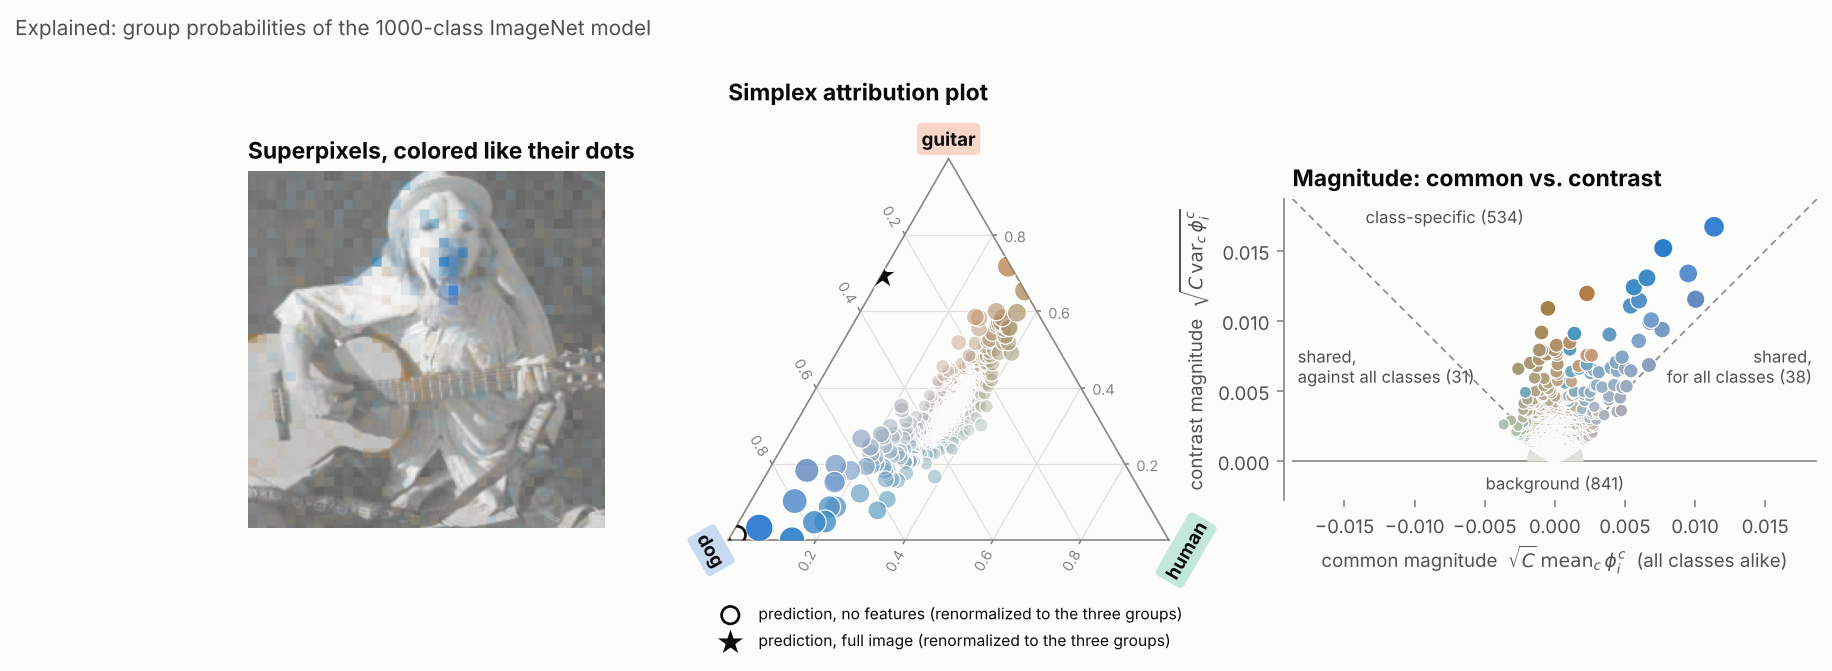 Explained: group probabilities of the 1000-class ImageNet model
Superpixels, colored like their dots
Simplex attribution plot
guitar
dog
human
0.2
0.4
0.6
0.8
0.8
0.6
0.4
0.2
0.2
0.4
0.6
0.8
prediction, no features (renormalized to the three groups)
prediction, full image (renormalized to the three groups)
Magnitude: common vs. contrast
class-specific (534)
shared,
against all classes (31)
shared,
for all classes (38)
background (841)
contrast magnitude √C var_c ϕ_i^c
0.015
0.010
0.005
0.000
−0.015 −0.010 −0.005 0.000 0.005 0.010 0.015
common magnitude √C mean_c ϕ_i^c (all classes alike)